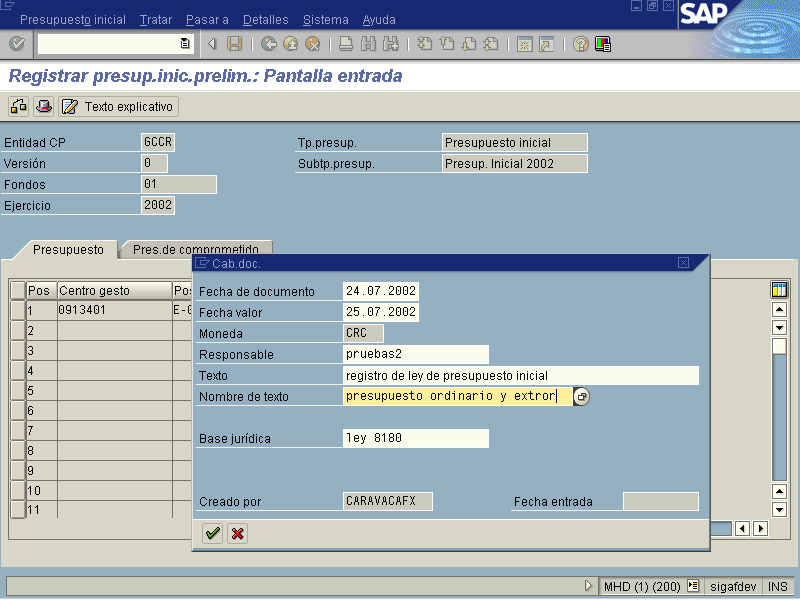 Presupuesto inicial Tratar Pasar a Detalles Sistema Ayuda
SAP
Registrar presup.inic.prelim.: Pantalla entrada
Texto explicativo
Entidad CP GCCR Tp.presup. Presupuesto inicial
Versión 0 Subtp.presup. Presup. Inicial 2002
Fondos 01
Ejercicio 2002
Presupuesto Pres.de comprometido
Cab.doc.
Pos Centro gesto Pos
1 0913401 E-0
2
3
4
5
6
7
8
9
10
11
Fecha de documento 24.07.2002
Fecha valor 25.07.2002
Moneda CRC
Responsable pruebas2
Texto registro de ley de presupuesto inicial
Nombre de texto presupuesto ordinario y extror
Base jurídica ley 8180
Creado por CARAVACAFX Fecha entrada
MHD (1) (200) sigafdev INS